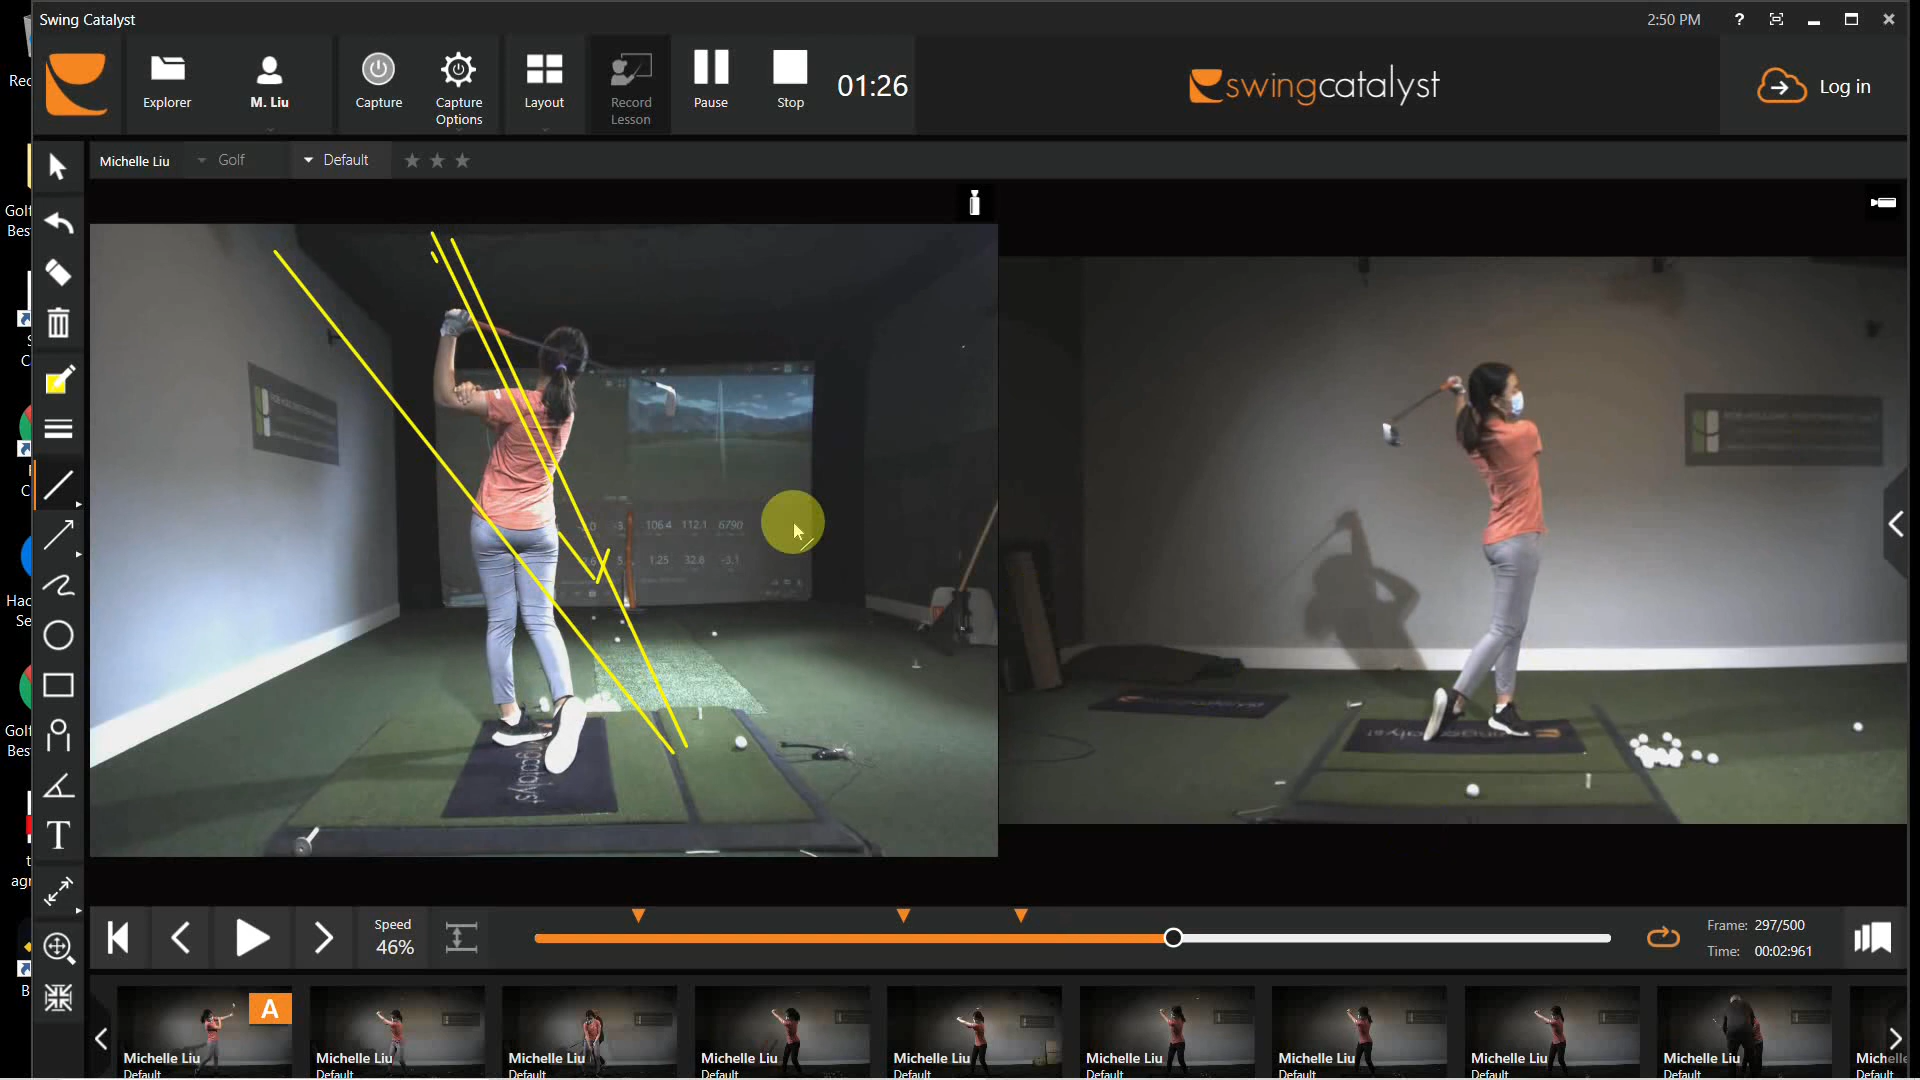 Swing Catalyst
2:50 PM
?
Explorer
M. Liu
Capture
Capture
Options
Layout
Record
Lesson
Pause
Stop
01:26
swingcatalyst
Log in
Michelle Liu
Golf
Default
106.4 112.1 6790
1.25 32.8 -3.1
T
Speed
46%
Frame: 297/500
Time: 00:02:961
A
Michelle Liu
Default
Michelle Liu
Default
Michelle Liu
Default
Michelle Liu
Default
Michelle Liu
Default
Michelle Liu
Default
Michelle Liu
Default
Michelle Liu
Default
Michelle Liu
Default
Michelle
Default